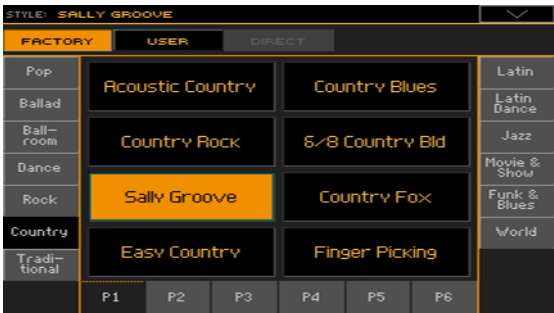 STYLE: SALLY GROOVE
FACTORY USER DIRECT
Pop
Ballad
Ball-
room
Dance
Rock
Country
Tradi-
tional
Acoustic Country Country Blues
Country Rock 6/8 Country Bld
Sally Groove Country Fox
Easy Country Finger Picking
Latin
Latin
Dance
Jazz
Movie &
Show
Funk &
Blues
World
P1 P2 P3 P4 P5 P6